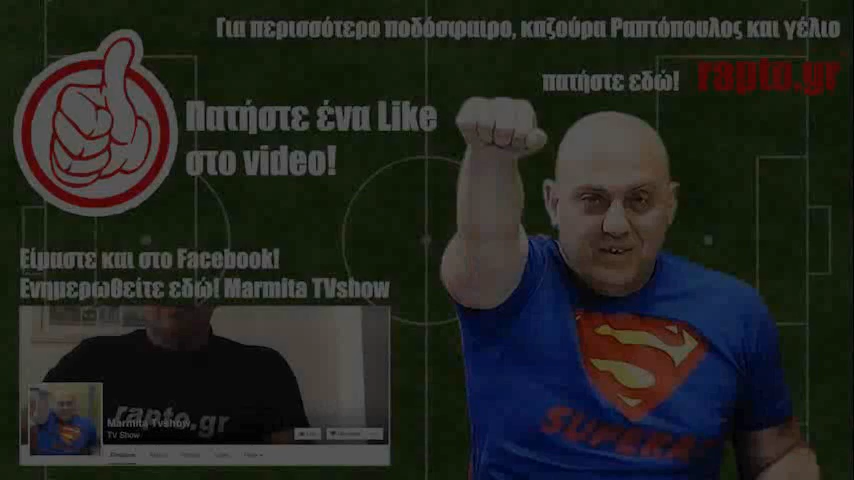 Για περισσότερο ποδόσφαιρο, καζούρα Ραπτόπουλος και γέλιο
πατήστε εδώ! rapto.gr
Πατήστε ένα Like
στο video!
Είμαστε και στο Facebook!
Ενημερωθείτε εδώ! Marmita TVshow
rapto.gr
Marmita Tvshow
TV Show